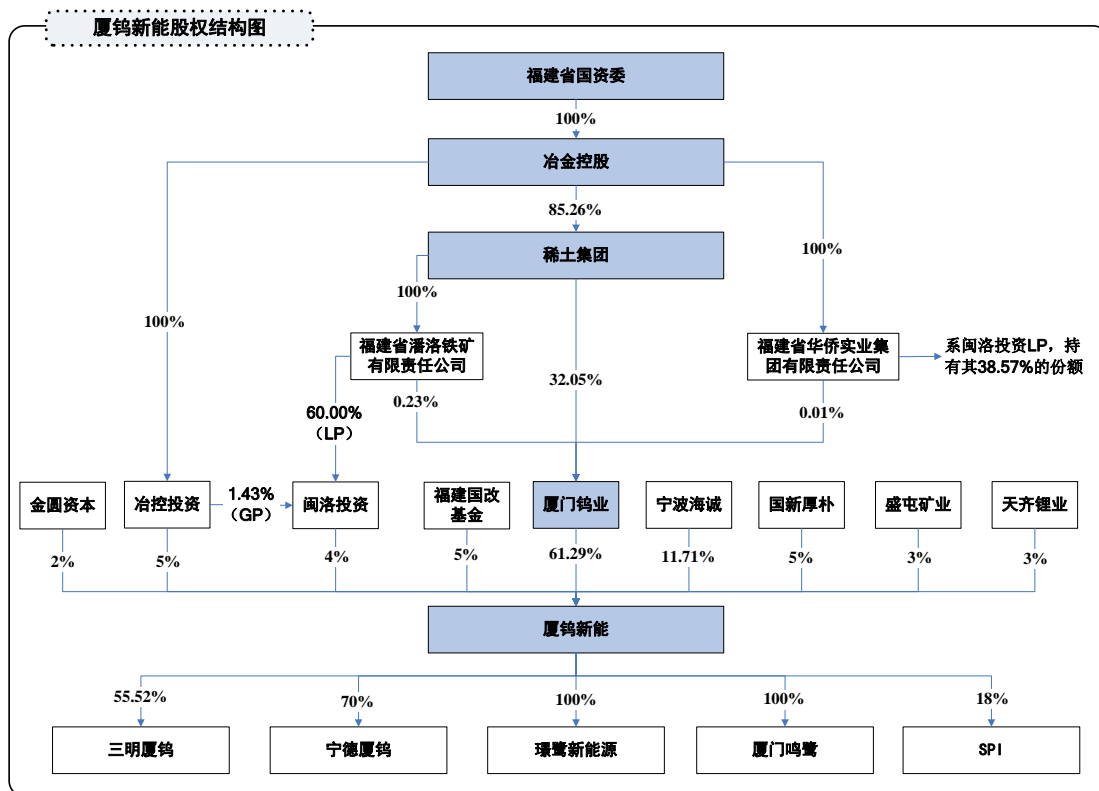 厦钨新能股权结构图
福建省国资委
100%
冶金控股
85.26%
100%
稀土集团
100%
100%
福建省潘洛铁矿
有限责任公司
福建省华侨实业集
团有限责任公司
系闽洛投资LP，持
有其38.57%的份额
32.05%
0.23%
0.01%
60.00%
（LP）
金圆资本
冶控投资
1.43%
（GP）
闽洛投资
福建国改
基金
厦门钨业
宁波海诚
国新厚朴
盛屯矿业
天齐锂业
2%
5%
4%
5%
61.29%
11.71%
5%
3%
3%
厦钨新能
55.52%
70%
100%
100%
18%
三明厦钨
宁德厦钨
璟鹭新能源
厦门鸣鹭
SPI